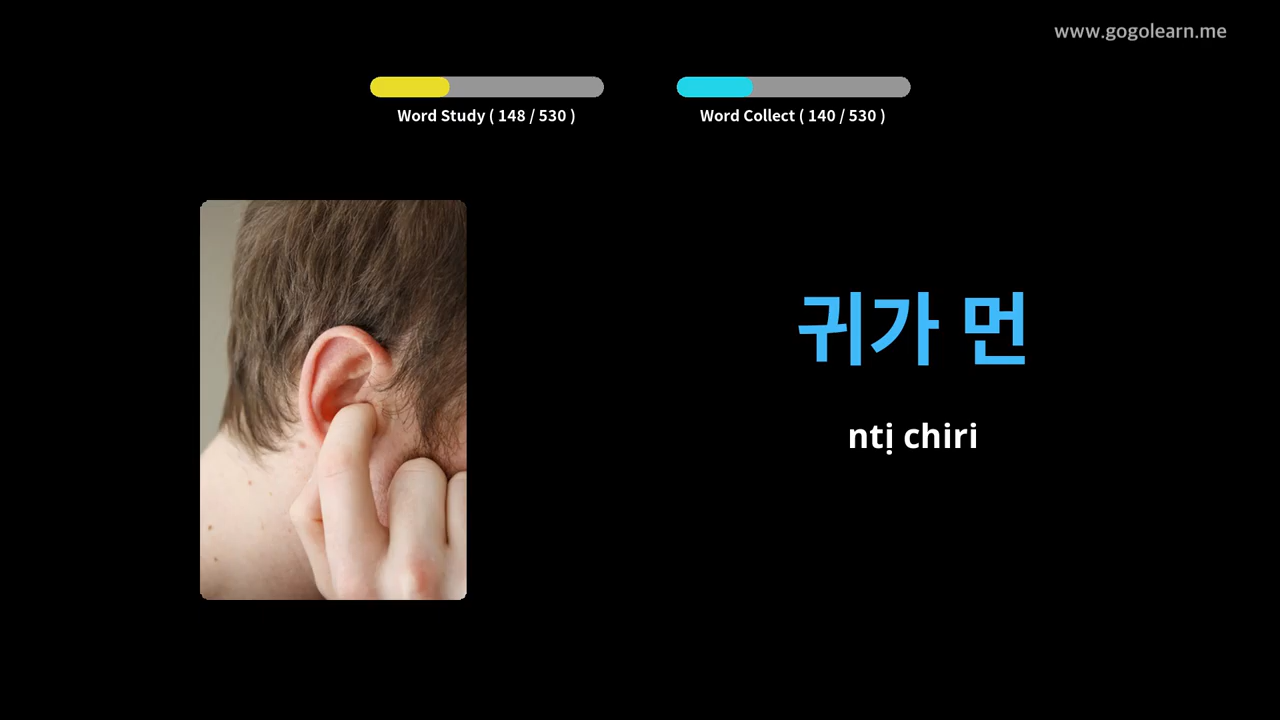 www.gogolearn.me
Word Study ( 148 / 530 )
Word Collect ( 140 / 530 )
귀가 먼
ntị chiri